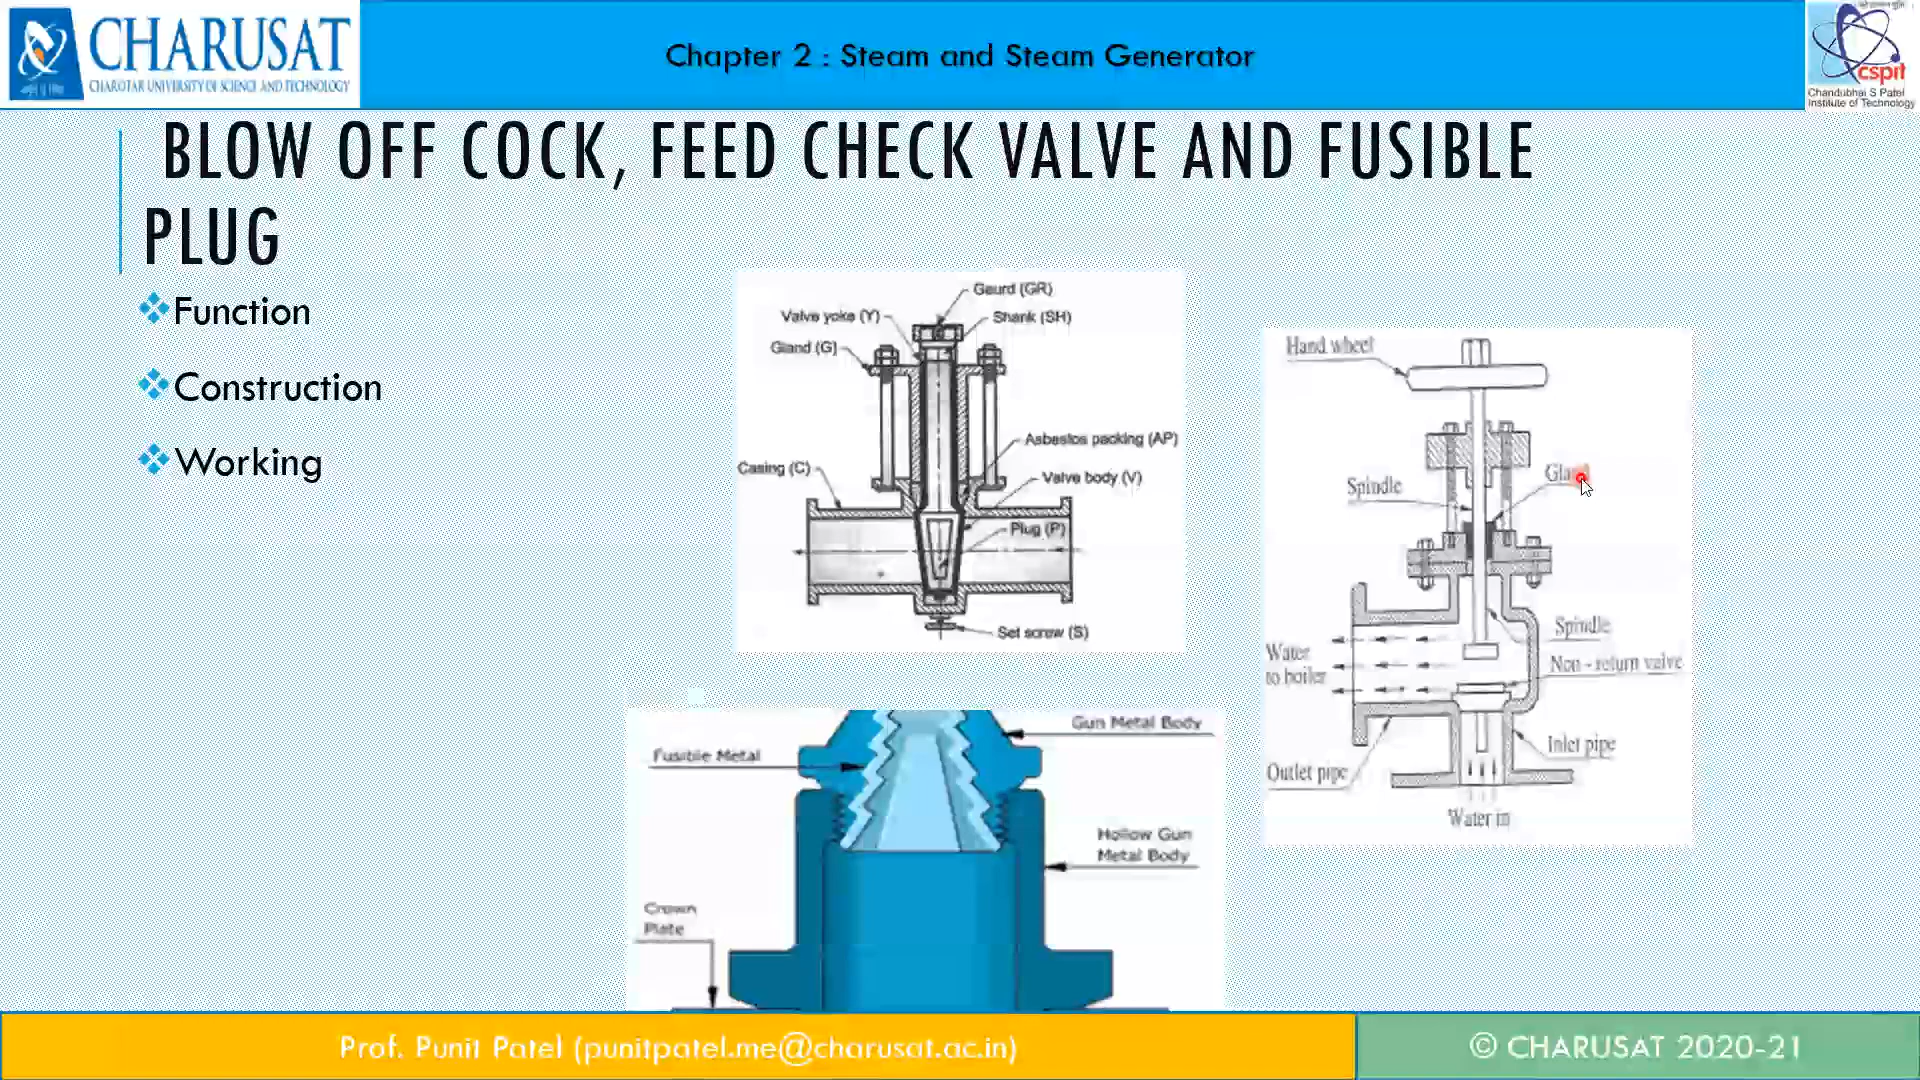 CHARUSAT
CHAROTAR UNIVERSITY OF SCIENCE AND TECHNOLOGY
Chapter 2 : Steam and Steam Generator
cspit
Chandubhai S Patel
Institute of Technology
BLOW OFF COCK, FEED CHECK VALVE AND FUSIBLE
PLUG
Function
Construction
Working
Gaurd (GR)
Valve yoke (Y)
Shank (SH)
Gland (G)
Asbestos packing (AP)
Casing (C)
Valve body (V)
Plug (P)
Set screw (S)
Hand wheel
Spindle
Spindle
Water
to boiler
Non - return valve
Inlet pipe
Outlet pipe
Water in
Gun Metal Body
Fusible Metal
Hollow Gun
Metal Body
Crown
Plate
Prof. Punit Patel (punitpatel.me@charusat.ac.in)
© CHARUSAT 2020-21